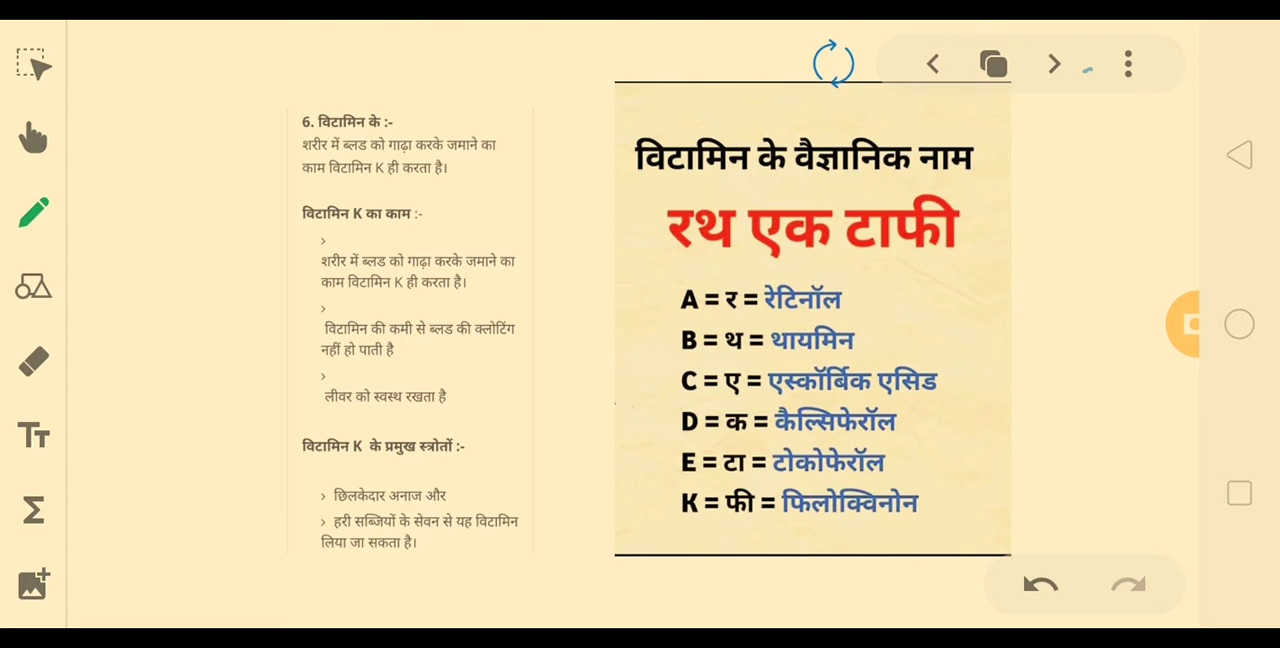 6. विटामिन के :-
शरीर में ब्लड को गाढ़ा करके जमाने का
काम विटामिन K ही करता है।
विटामिन K का काम :-
›
शरीर में ब्लड को गाढ़ा करके जमाने का
काम विटामिन K ही करता है।
›
विटामिन की कमी से ब्लड की क्लोटिंग
नहीं हो पाती है
›
लीवर को स्वस्थ रखता है
विटामिन K के प्रमुख स्त्रोतों :-
› छिलकेदार अनाज और
› हरी सब्जियों के सेवन से यह विटामिन
लिया जा सकता है।
विटामिन के वैज्ञानिक नाम
रथ एक टाफी
A = र = रेटिनॉल
B = थ = थायमिन
C = ए = एस्कॉर्बिक एसिड
D = क = कैल्सिफेरॉल
E = टा = टोकोफेरॉल
K = फी = फिलोक्विनोन
TT
Σ